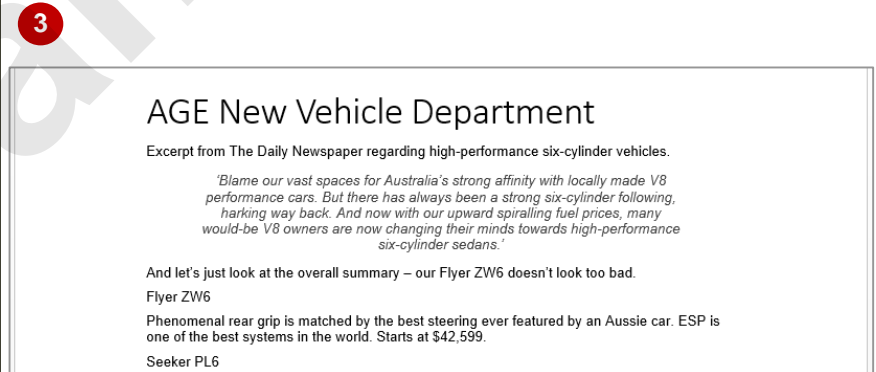 3
AGE New Vehicle Department
Excerpt from The Daily Newspaper regarding high-performance six-cylinder vehicles.
‘Blame our vast spaces for Australia’s strong affinity with locally made V8
performance cars. But there has always been a strong six-cylinder following,
harking way back. And now with our upward spiralling fuel prices, many
would-be V8 owners are now changing their minds towards high-performance
six-cylinder sedans.’
And let’s just look at the overall summary – our Flyer ZW6 doesn’t look too bad.
Flyer ZW6
Phenomenal rear grip is matched by the best steering ever featured by an Aussie car. ESP is
one of the best systems in the world. Starts at $42,599.
Seeker PL6